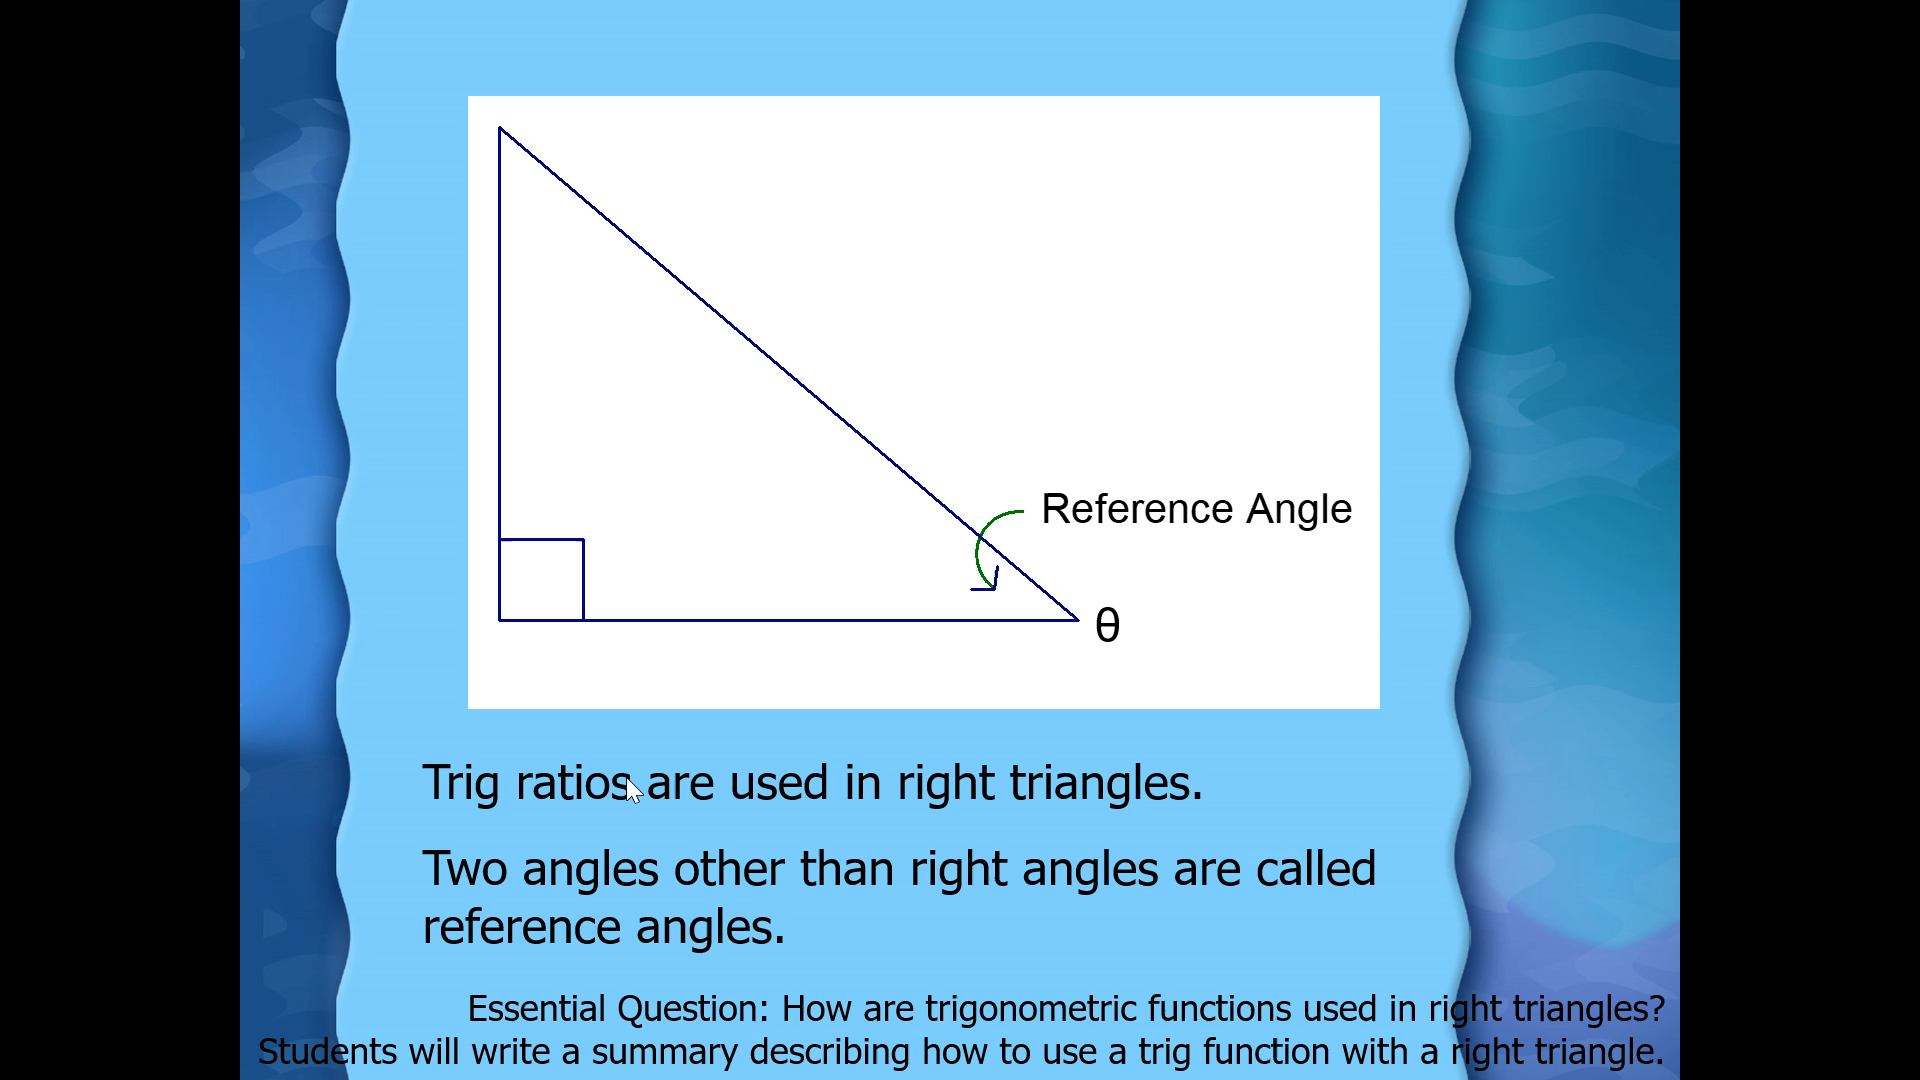 Reference Angle
θ
Trig ratios are used in right triangles.
Two angles other than right angles are called
reference angles.
Essential Question: How are trigonometric functions used in right triangles?
Students will write a summary describing how to use a trig function with a right triangle.